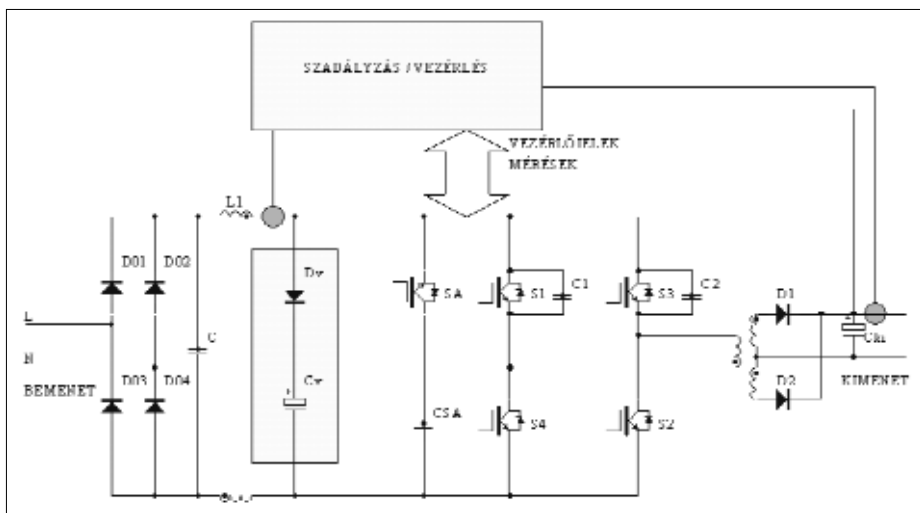 SZABÁLYZÁS / VEZÉRLÉS
VEZÉRLŐJELEK
MÉRÉSEK
L1
D01
D02
Dv
SA
S1
C1
S3
C2
D1
L
C
Cki
N
BEMENET
D03
D04
Cv
CSA
S4
S2
D2
KIMENET